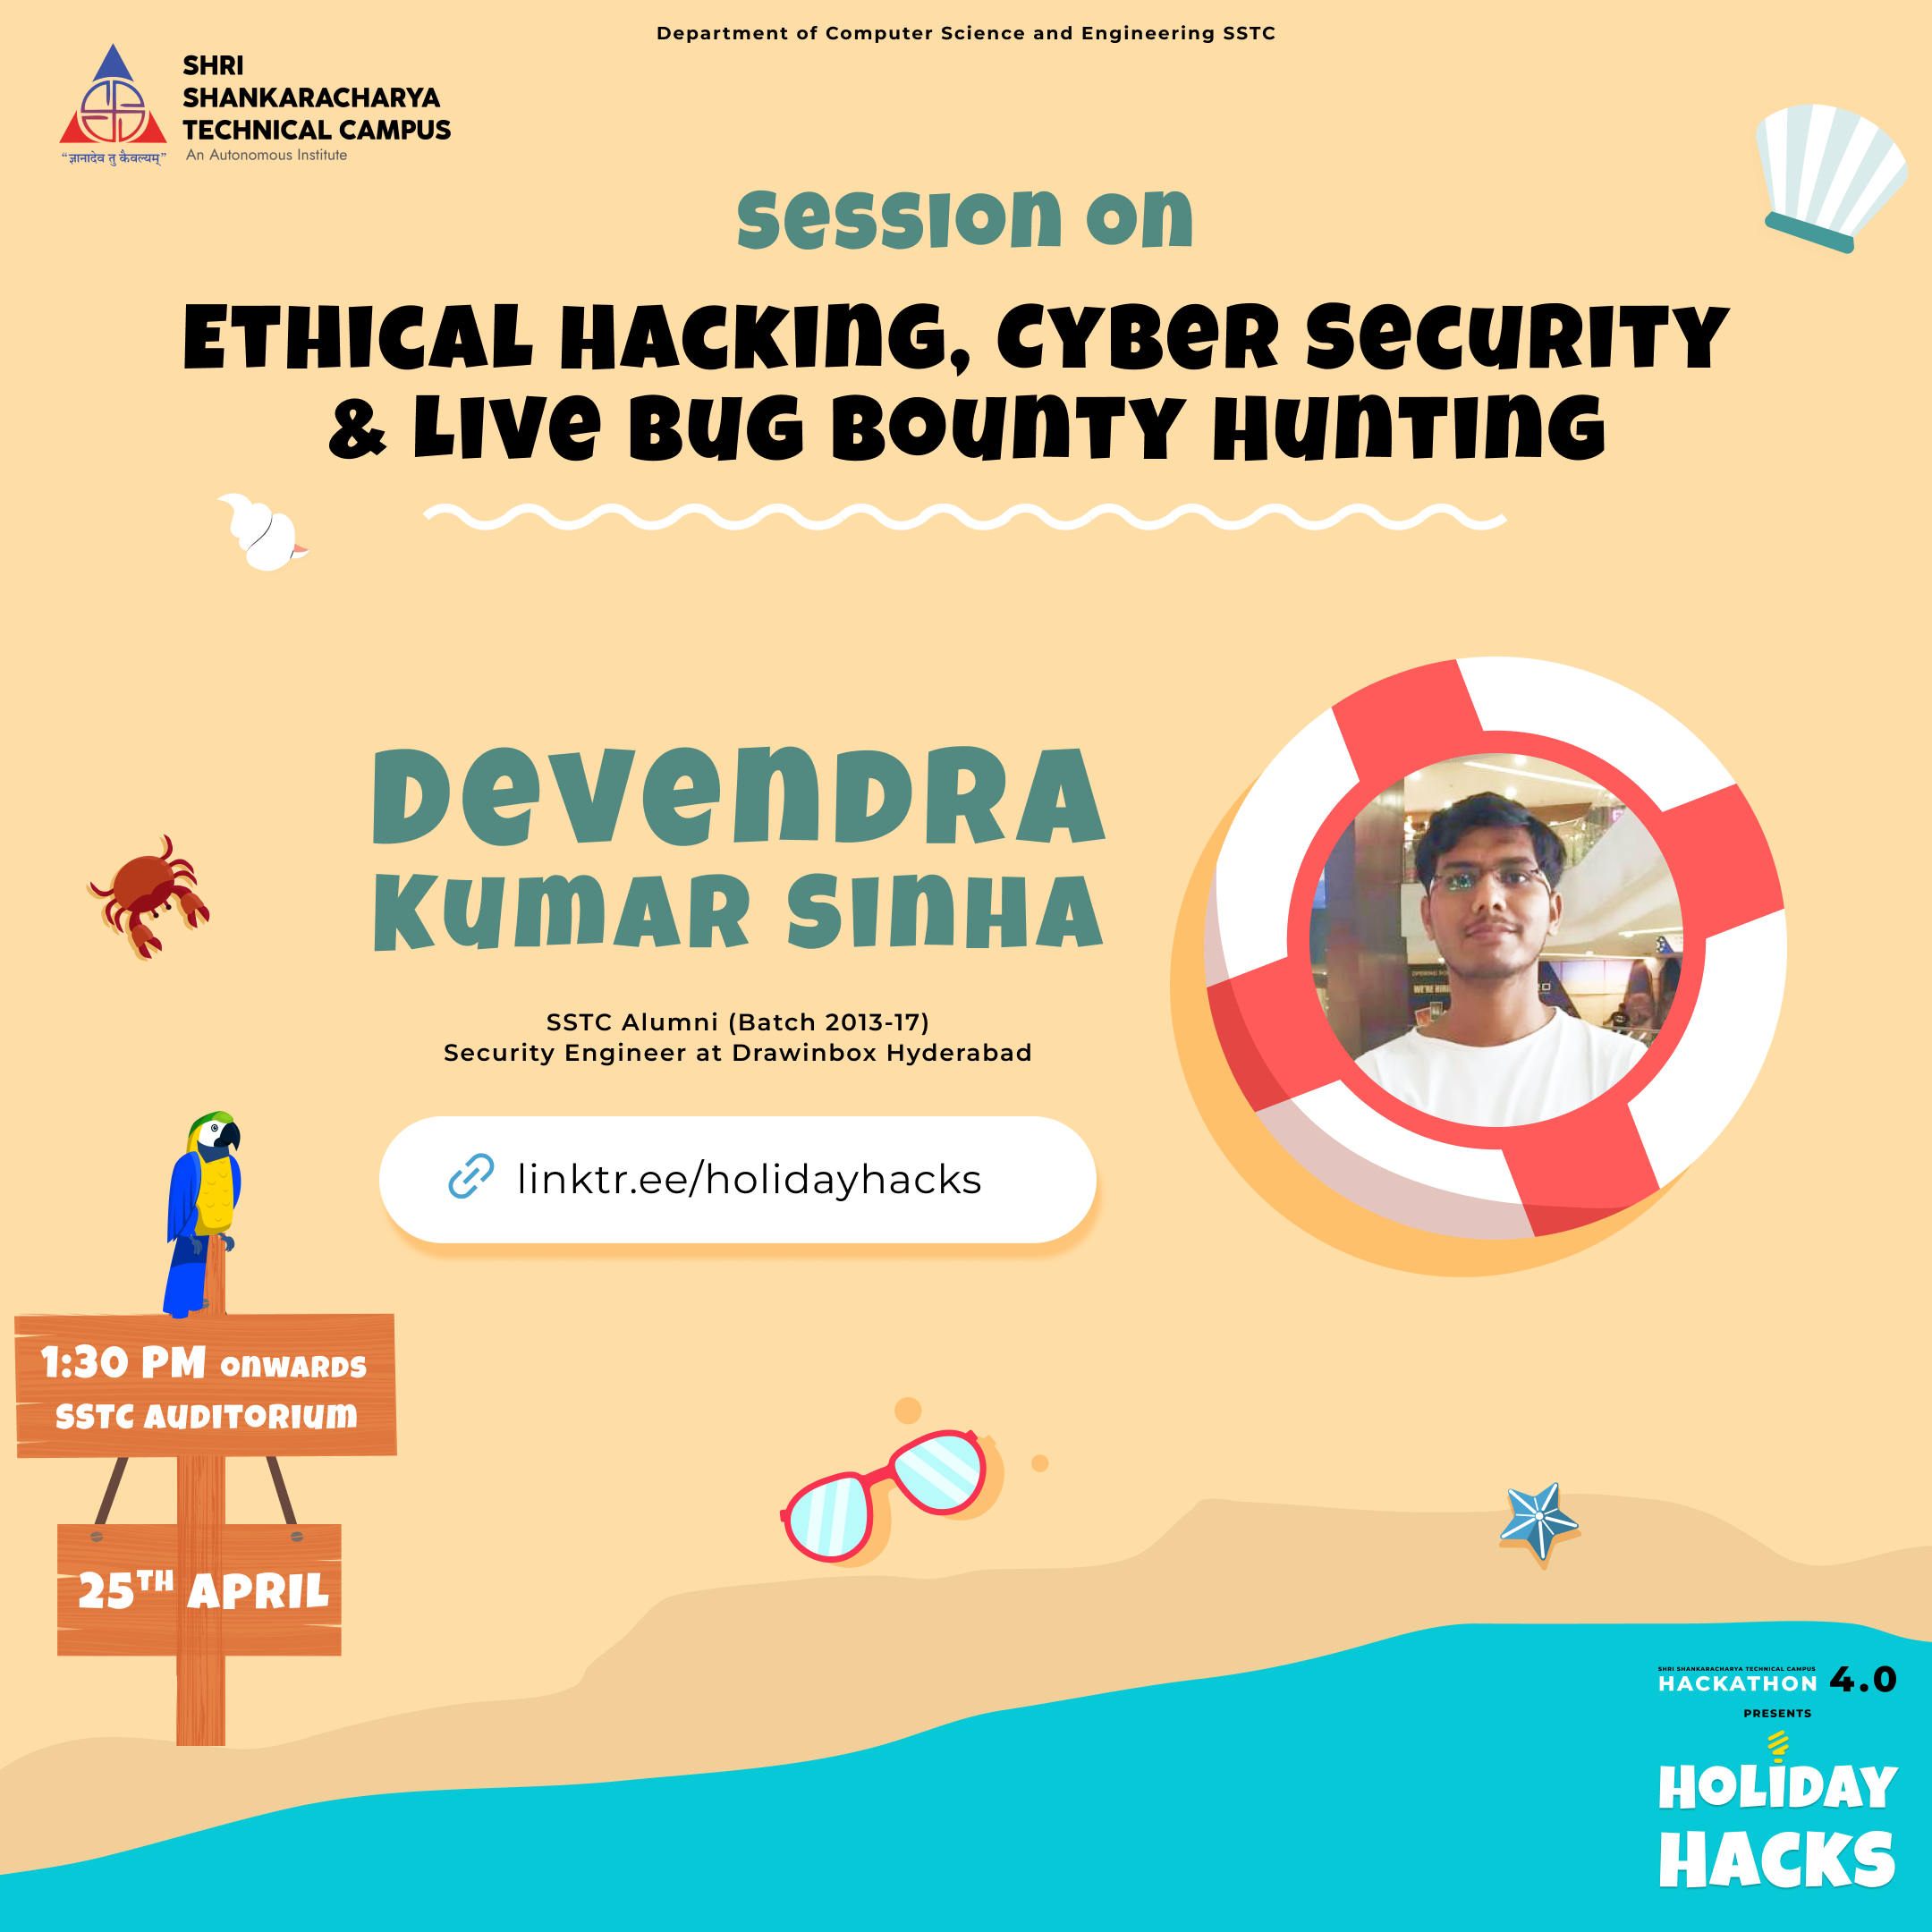 Department of Computer Science and Engineering SSTC
SHRI
SHANKARACHARYA
TECHNICAL CAMPUS
An Autonomous Institute
“ज्ञानादेव तु कैवल्यम्”
Session on
Ethical Hacking, Cyber Security
& Live Bug Bounty Hunting
Devendra
Kumar Sinha
SSTC Alumni (Batch 2013-17)
Security Engineer at Drawinbox Hyderabad
linktr.ee/holidayhacks
1:30 PM onwards
SSTC Auditorium
25TH April
SHRI SHANKARACHARYA TECHNICAL CAMPUS
HACKATHON 4.0
PRESENTS
HOLIDAY
HACKS